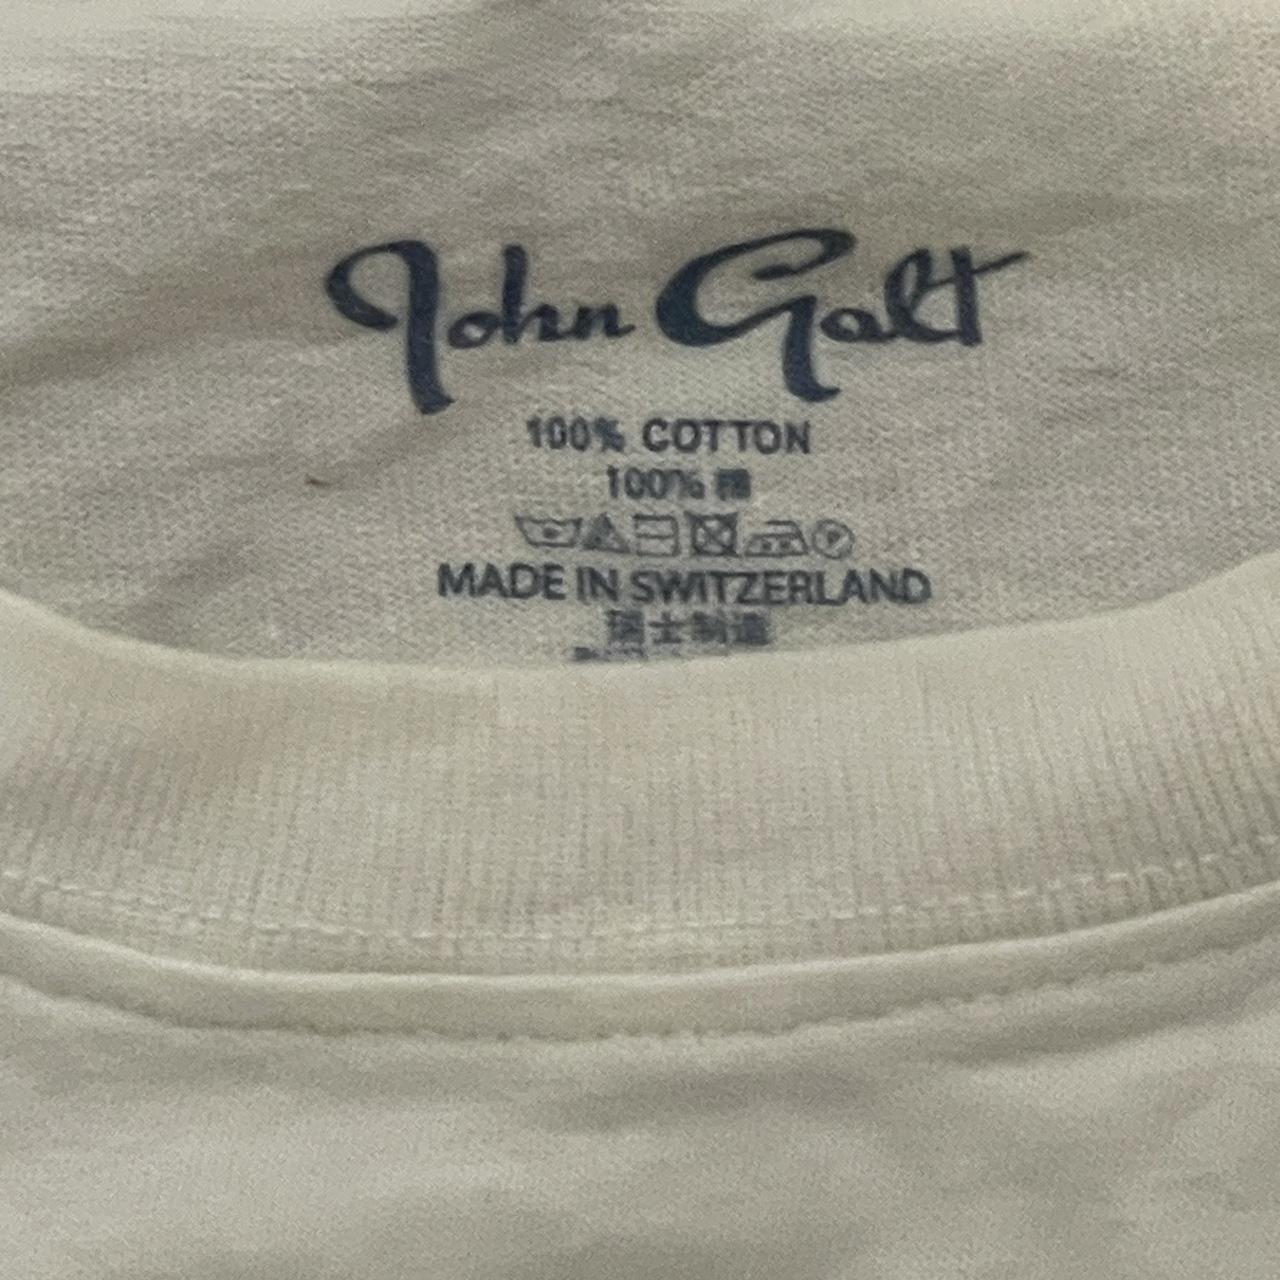 John Galt
100% COTTON
100% 棉
MADE IN SWITZERLAND
瑞士制造